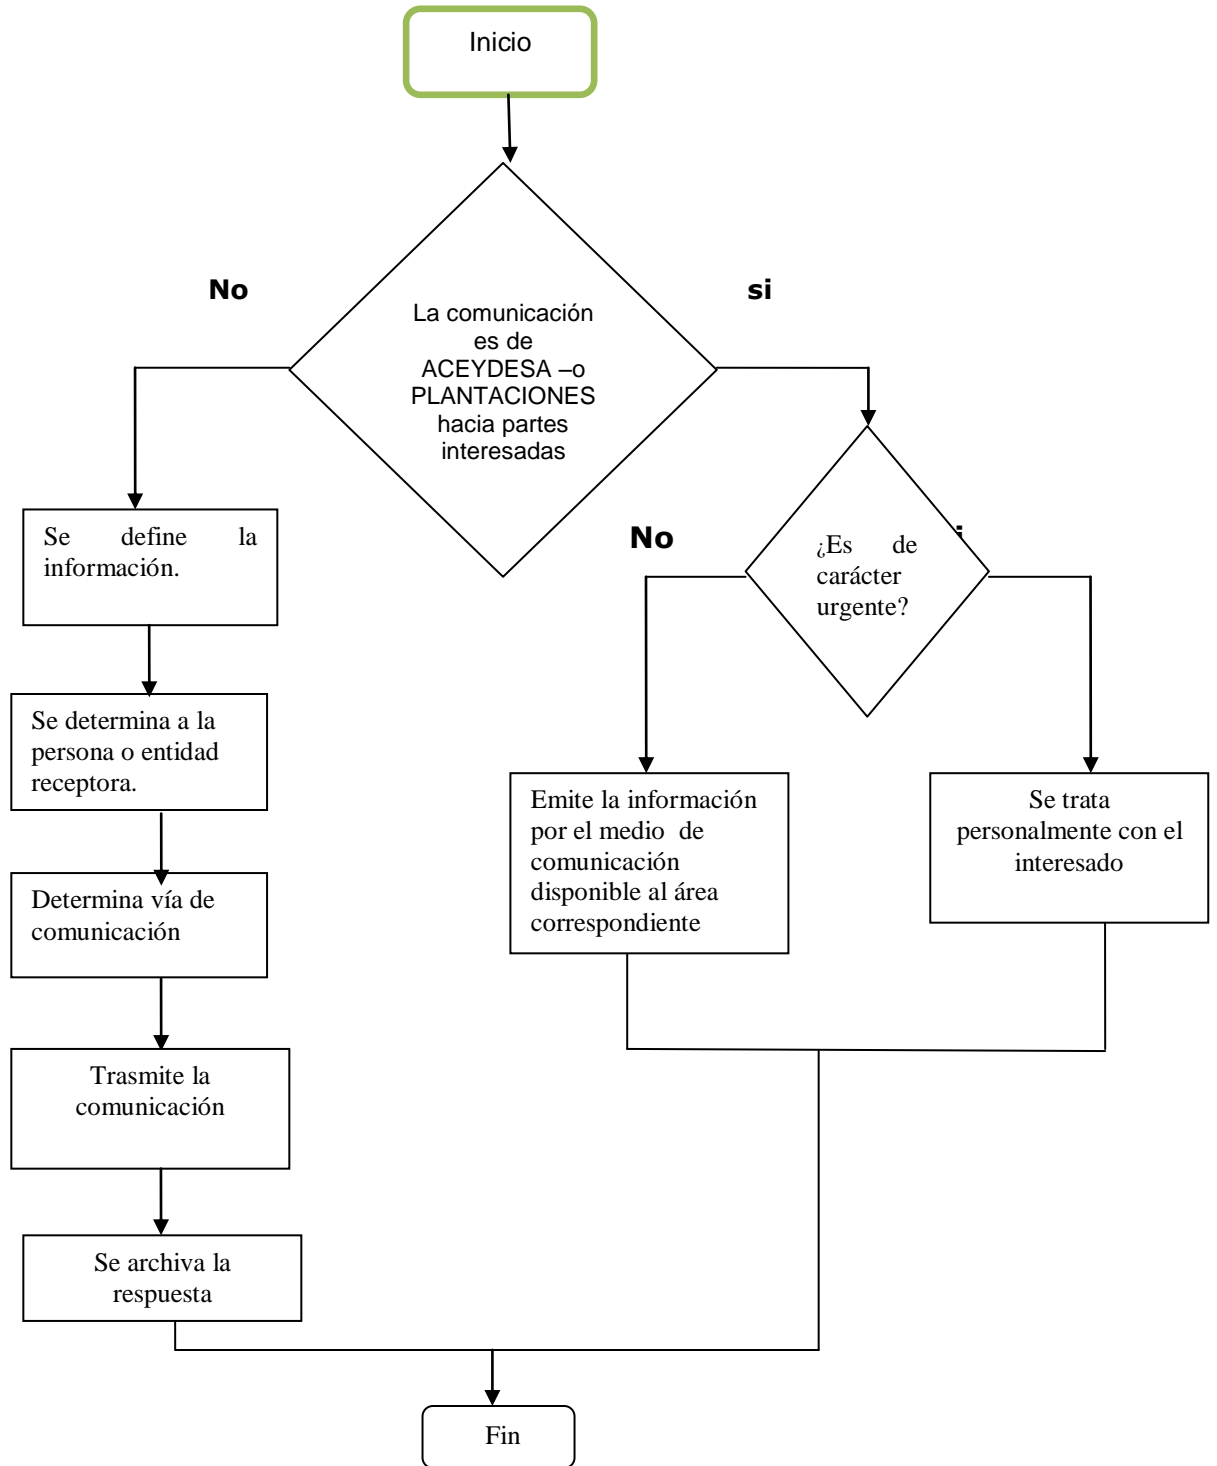 Inicio
No
si
La comunicación
es de
ACEYDESA –o
PLANTACIONES
hacia partes
interesadas
Se define la
información.
No
¿Es de
carácter
urgente?
Se determina a la
persona o entidad
receptora.
Emite la información
por el medio de
comunicación
disponible al área
correspondiente
Se trata
personalmente con el
interesado
Determina vía de
comunicación
Trasmite la
comunicación
Se archiva la
respuesta
Fin